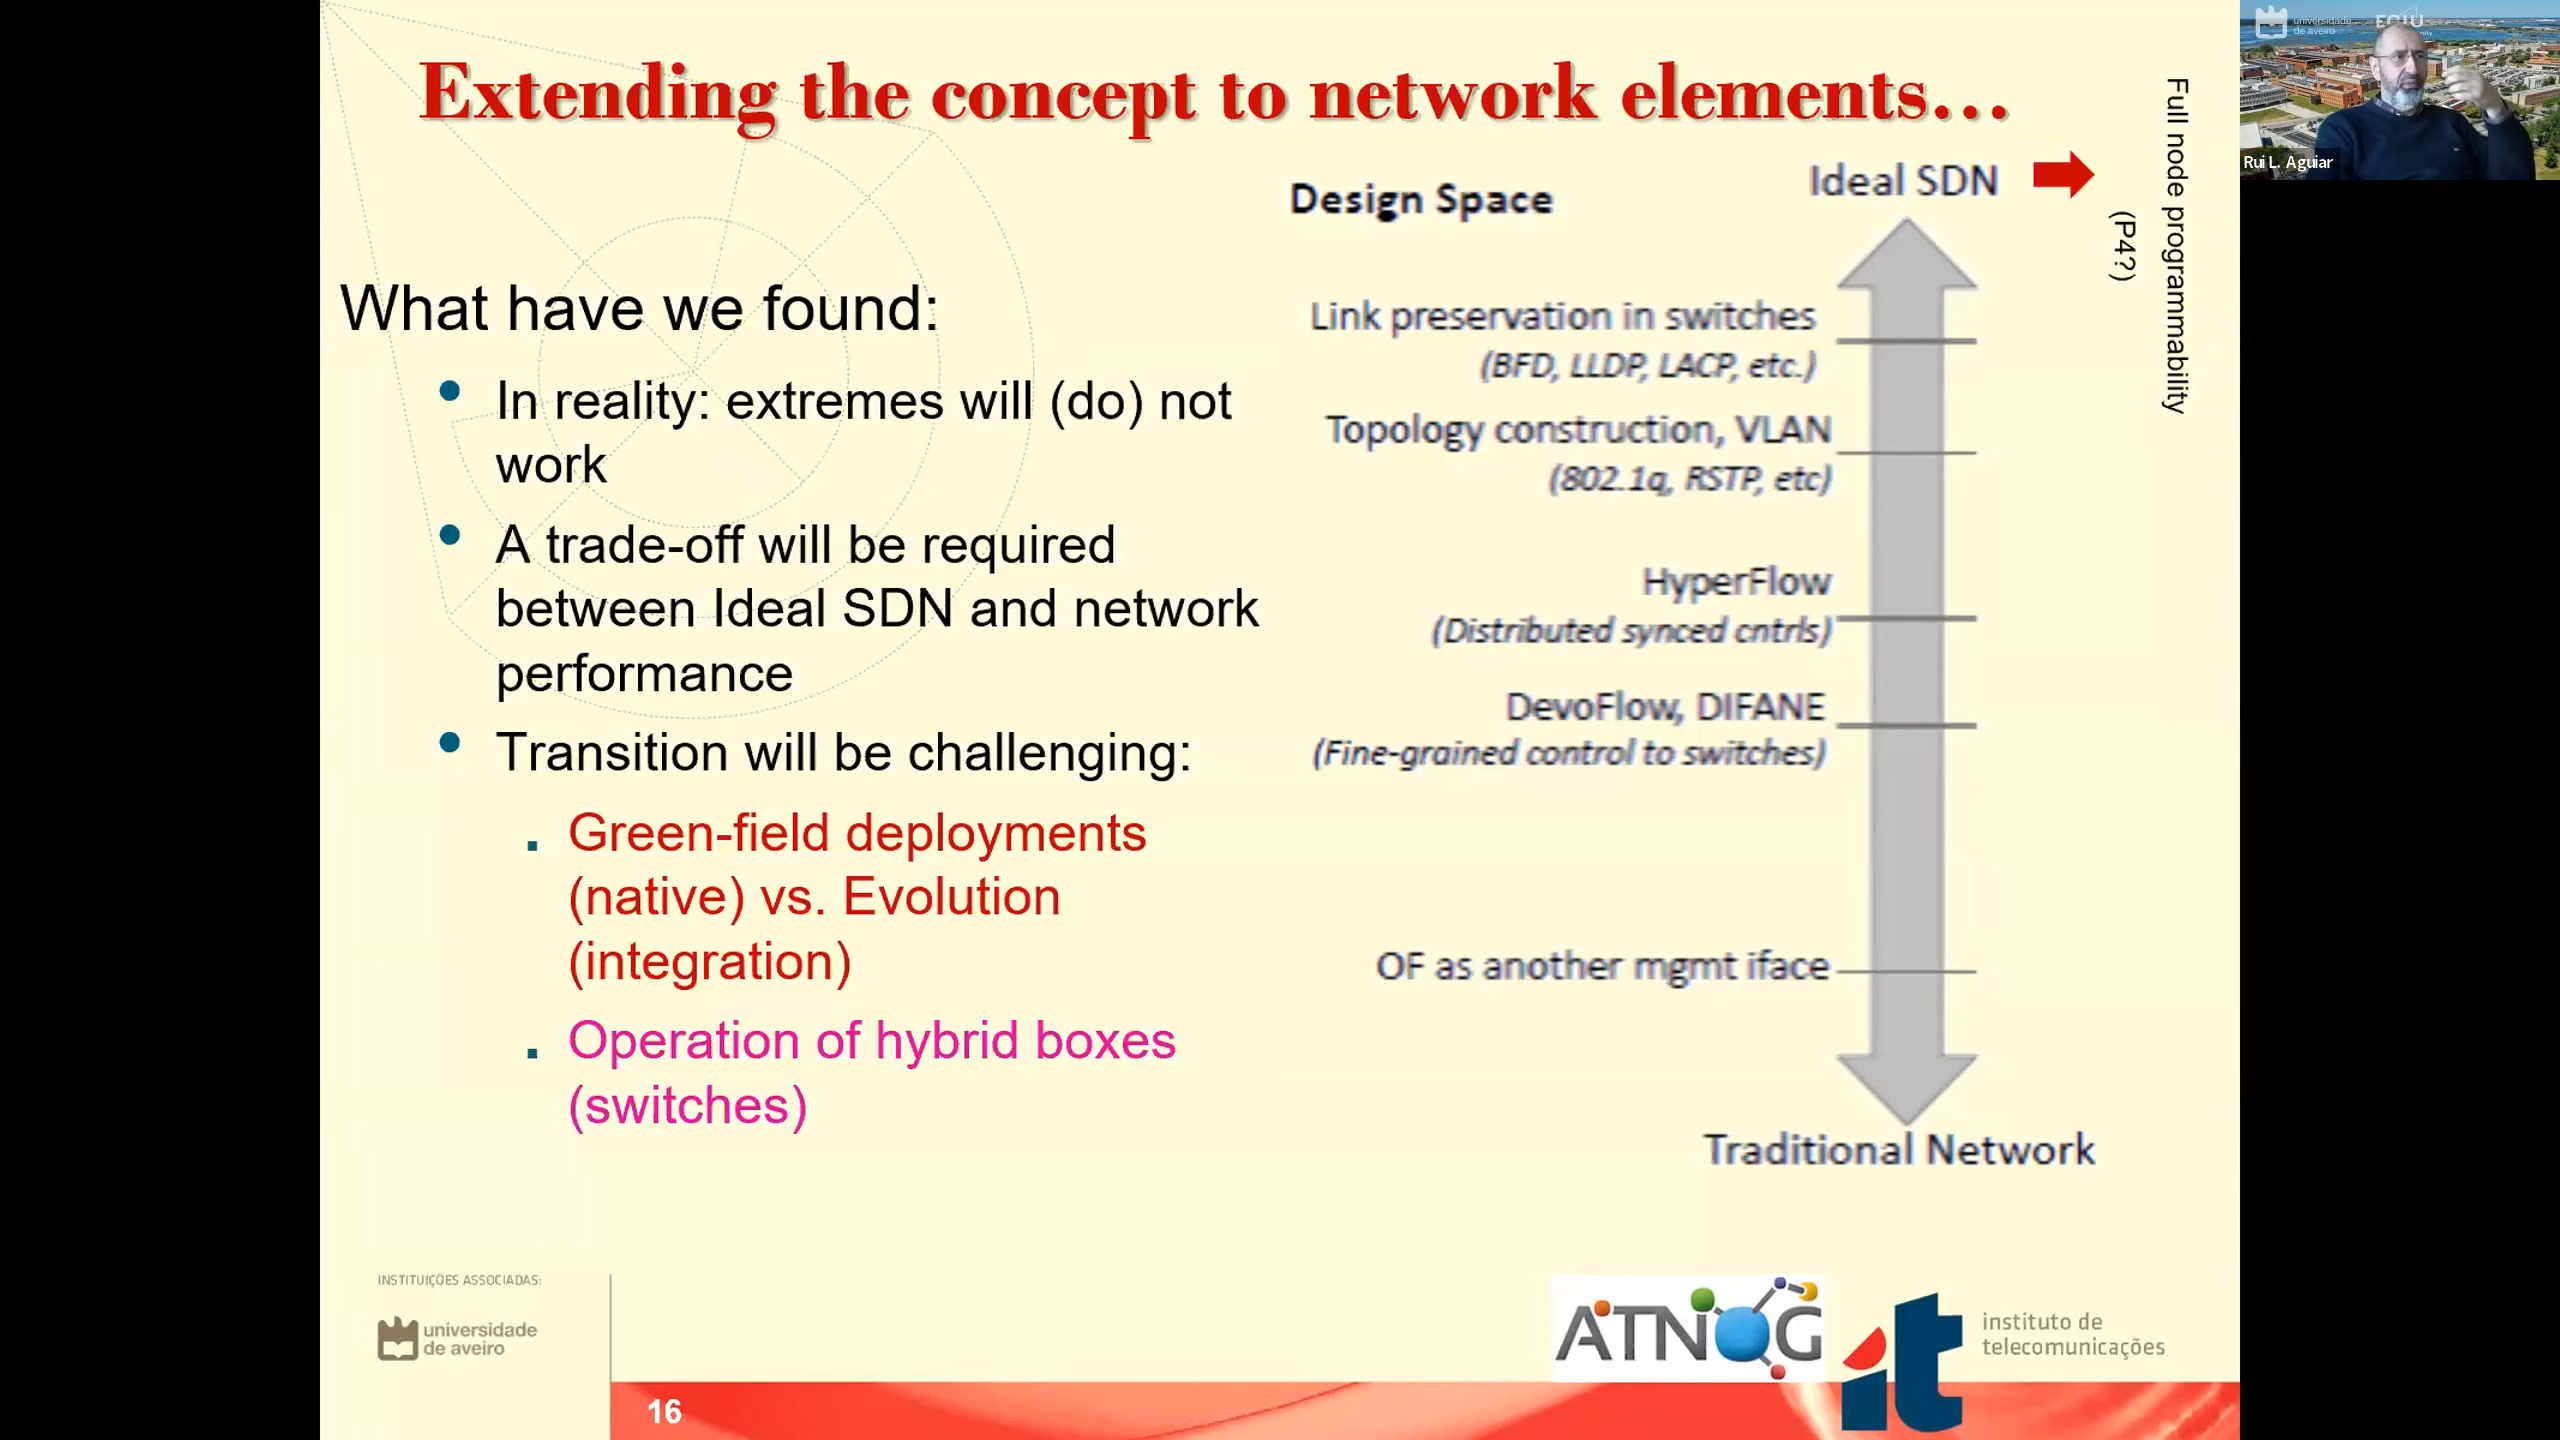 Extending the concept to network elements…
What have we found:
• In reality: extremes will (do) not
work
• A trade-off will be required
between Ideal SDN and network
performance
• Transition will be challenging:
. Green-field deployments
(native) vs. Evolution
(integration)
. Operation of hybrid boxes
(switches)
Design Space
Ideal SDN
Full node programmability
(P4?)
Link preservation in switches
(BFD, LLDP, LACP, etc.)
Topology construction, VLAN
(802.1q, RSTP, etc)
HyperFlow
(Distributed synced cntrls)
DevoFlow, DIFANE
(Fine-grained control to switches)
OF as another mgmt iface
Traditional Network
INSTITUIÇÕES ASSOCIADAS:
universidade
de aveiro
16
ATNOG
it
instituto de
telecomunicações
universidade
de aveiro
Rui L. Aguiar